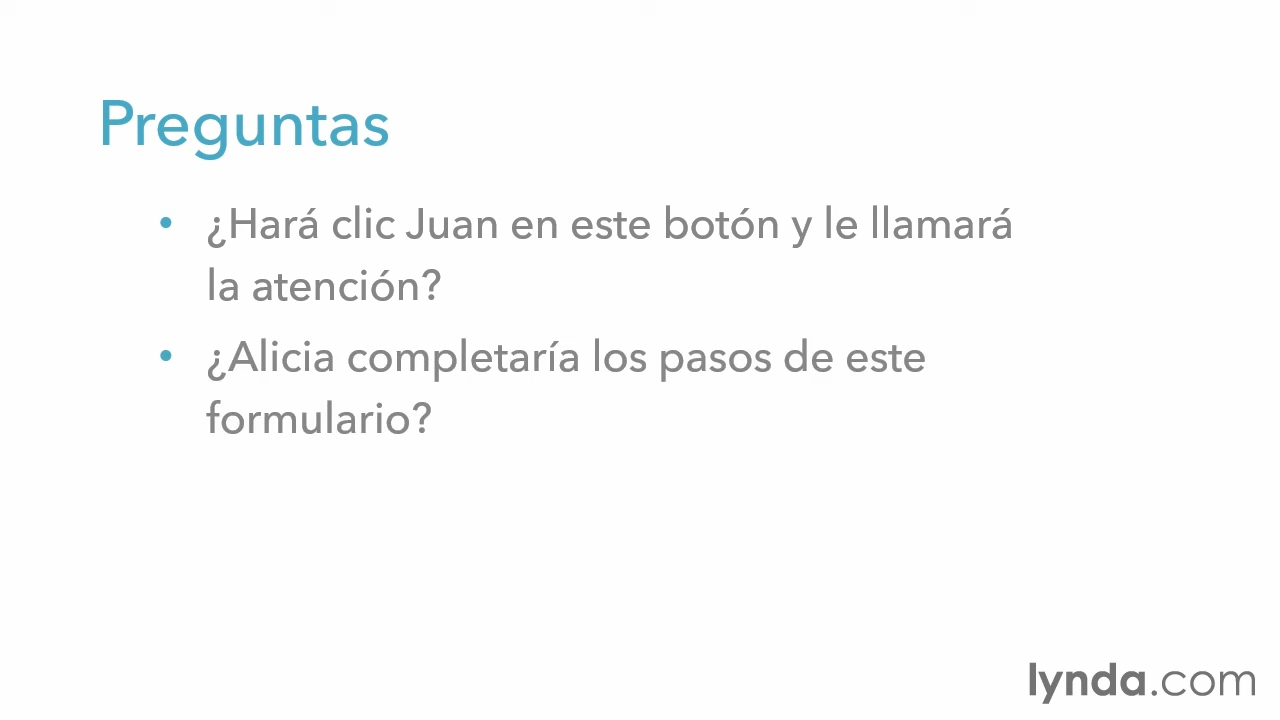 Preguntas
• ¿Hará clic Juan en este botón y le llamará
la atención?
• ¿Alicia completaría los pasos de este
formulario?
lynda.com